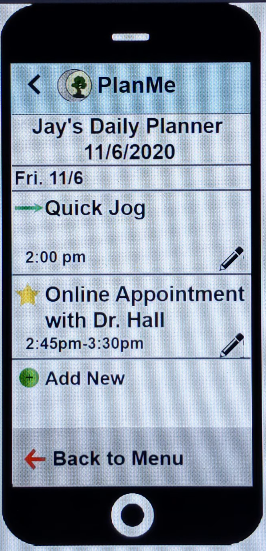 PlanMe
Jay's Daily Planner
11/6/2020
Fri. 11/6
Quick Jog
2:00 pm
Online Appointment
with Dr. Hall
2:45pm-3:30pm
Add New
Back to Menu